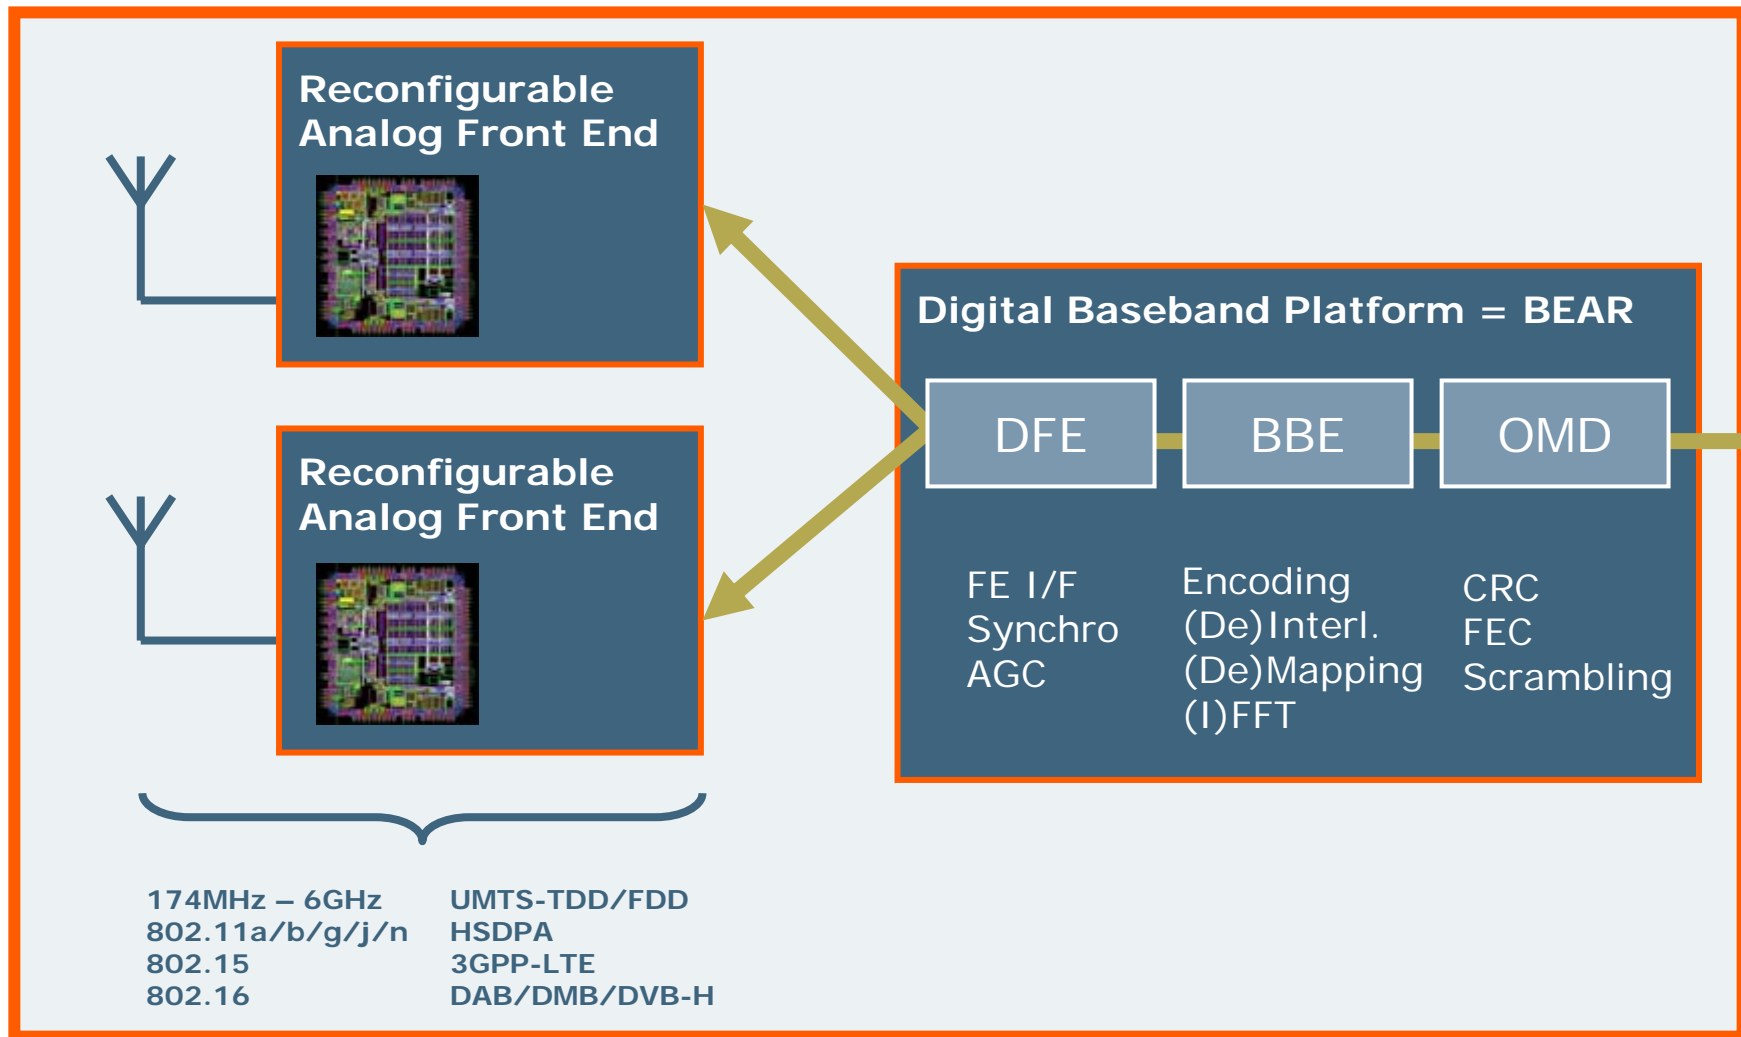 Reconfigurable
Analog Front End
Reconfigurable
Analog Front End
174MHz – 6GHz
802.11a/b/g/j/n
802.15
802.16
UMTS-TDD/FDD
HSDPA
3GPP-LTE
DAB/DMB/DVB-H
Digital Baseband Platform = BEAR
DFE
BBE
OMD
FE I/F
Synchro
AGC
Encoding
(De)Interl.
(De)Mapping
(I)FFT
CRC
FEC
Scrambling